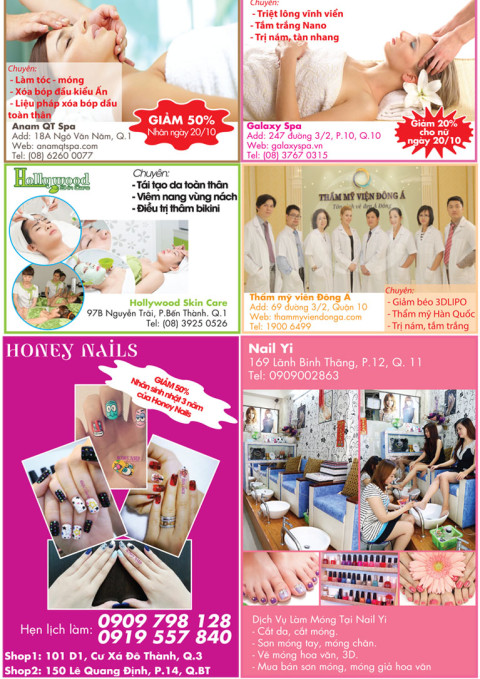 Chuyên:
- Làm tóc - móng
- Xóa bóp đầu kiểu Ấn
- Liệu pháp xóa bóp dầu
toàn thân
GIẢM 50%
Nhân ngày 20/10
Anam QT Spa
Add: 18A Ngô Văn Năm, Q.1
Web: anamqtspa.com
Tel: (08) 6260 0077
Chuyên:
- Triệt lông vĩnh viển
- Tắm trắng Nano
- Trị nám, tàn nhang
Giảm 20%
cho nữ
ngày 20/10
Galaxy Spa
Add: 247 đường 3/2, P.10, Q.10
Web: galaxyspa.vn
Tel: (08) 3767 0315
Hollywood
Skin Care
Chuyên:
- Tái tạo da toàn thân
- Viêm nang vùng nách
- Điều trị thâm bikini
Hollywood Skin Care
97B Nguyễn Trải, P.Bến Thành. Q.1
Tel: (08) 3925 0526
THẨM MỸ VIỆN ĐÔNG Á
Thẩm mỹ viên Đông A
Add: 69 đường 3/2, Quận 10
Web: thammyviendonga.com
Tel: 1900 6499
Chuyên:
- Giảm béo 3DLIPO
- Thẩm mỹ Hàn Quốc
- Trị nám, tắm trắng
HONEY NAILS
GIẢM 50%
Nhân sinh nhật 3 năm
của Honey Nails
Hẹn lịch làm: 0909 798 128
0919 557 840
Shop1: 101 D1, Cư Xá Đô Thành, Q.3
Shop2: 150 Lê Quang Định, P.14, Q.BT
Nail Yi
169 Lãnh Binh Thăng, P.12, Q. 11
Tel: 0909002863
Dịch Vụ Làm Móng Tại Nail Yi
- Cắt da, cắt móng.
- Sơn móng tay, móng chân.
- Vẽ móng hoa văn, 3D.
- Mua bán sơn móng, móng giả hoa văn